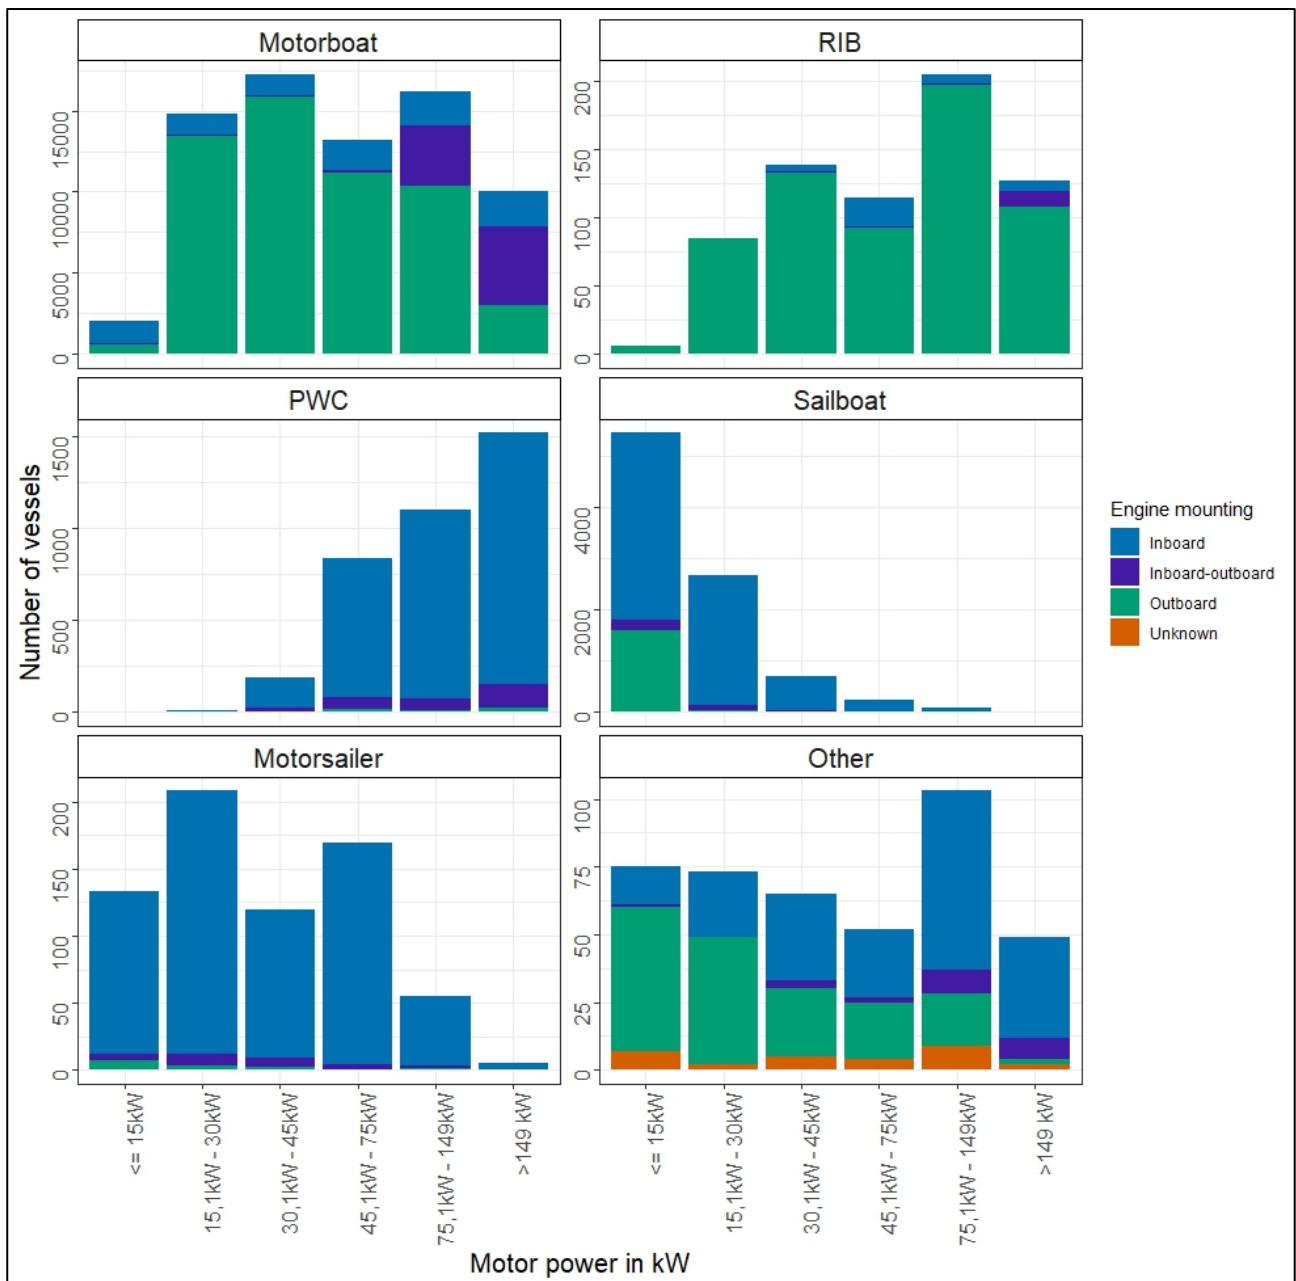 Motorboat
RIB
15000
10000
5000
0
200
150
100
50
0
PWC
Sailboat
1500
1000
500
0
4000
2000
0
Number of vessels
Engine mounting
Inboard
Inboard-outboard
Outboard
Unknown
Motorsailer
Other
200
150
100
50
0
100
75
50
25
0
<= 15kW
15,1kW - 30kW
30,1kW - 45kW
45,1kW - 75kW
75,1kW - 149kW
>149 kW
<= 15kW
15,1kW - 30kW
30,1kW - 45kW
45,1kW - 75kW
75,1kW - 149kW
>149 kW
Motor power in kW